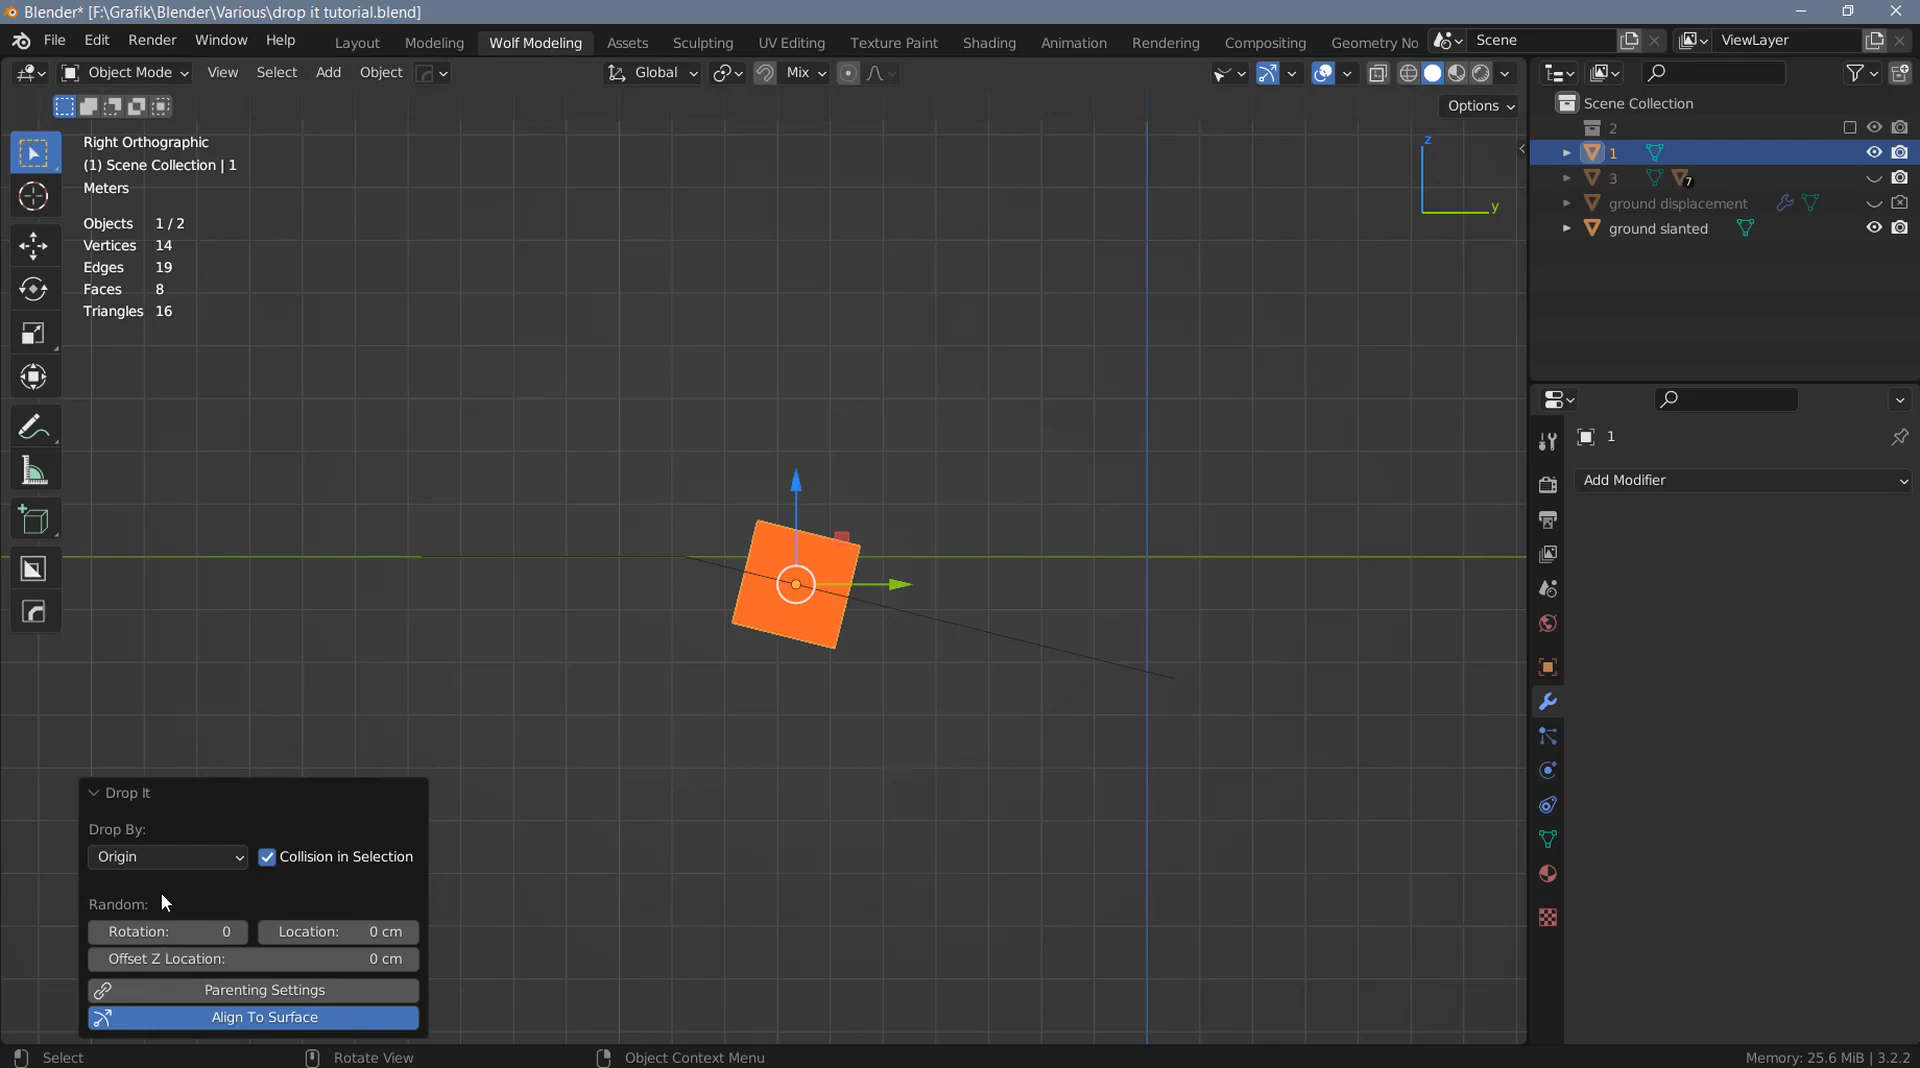 Blender* [F:\Grafik\Blender\Various\drop it tutorial.blend]
File Edit Render Window Help Layout Modeling Wolf Modeling Assets Sculpting UV Editing Texture Paint Shading Animation Rendering Compositing Geometry No Scene ViewLayer
Object Mode View Select Add Object Global Mix
Options
Scene Collection
2
1
3 7
ground displacement
ground slanted
Right Orthographic
(1) Scene Collection | 1
Meters
Objects 1 / 2
Vertices 14
Edges 19
Faces 8
Triangles 16
z
y
1
Add Modifier
Drop It
Drop By:
Origin Collision in Selection
Random:
Rotation: 0 Location: 0 cm
Offset Z Location: 0 cm
Parenting Settings
Align To Surface
Select Rotate View Object Context Menu Memory: 25.6 MiB | 3.2.2